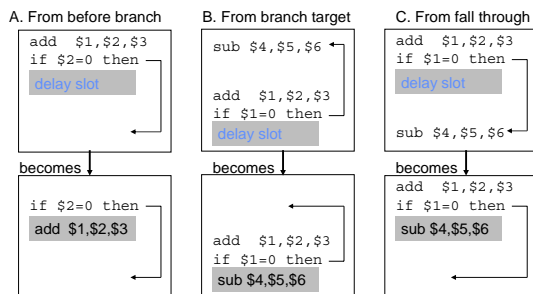 A. From before branch
add $1,$2,$3
if $2=0 then
delay slot
becomes
if $2=0 then
add $1,$2,$3
B. From branch target
sub $4,$5,$6
add $1,$2,$3
if $1=0 then
delay slot
becomes
add $1,$2,$3
if $1=0 then
sub $4,$5,$6
C. From fall through
add $1,$2,$3
if $1=0 then
delay slot
sub $4,$5,$6
becomes
add $1,$2,$3
if $1=0 then
sub $4,$5,$6